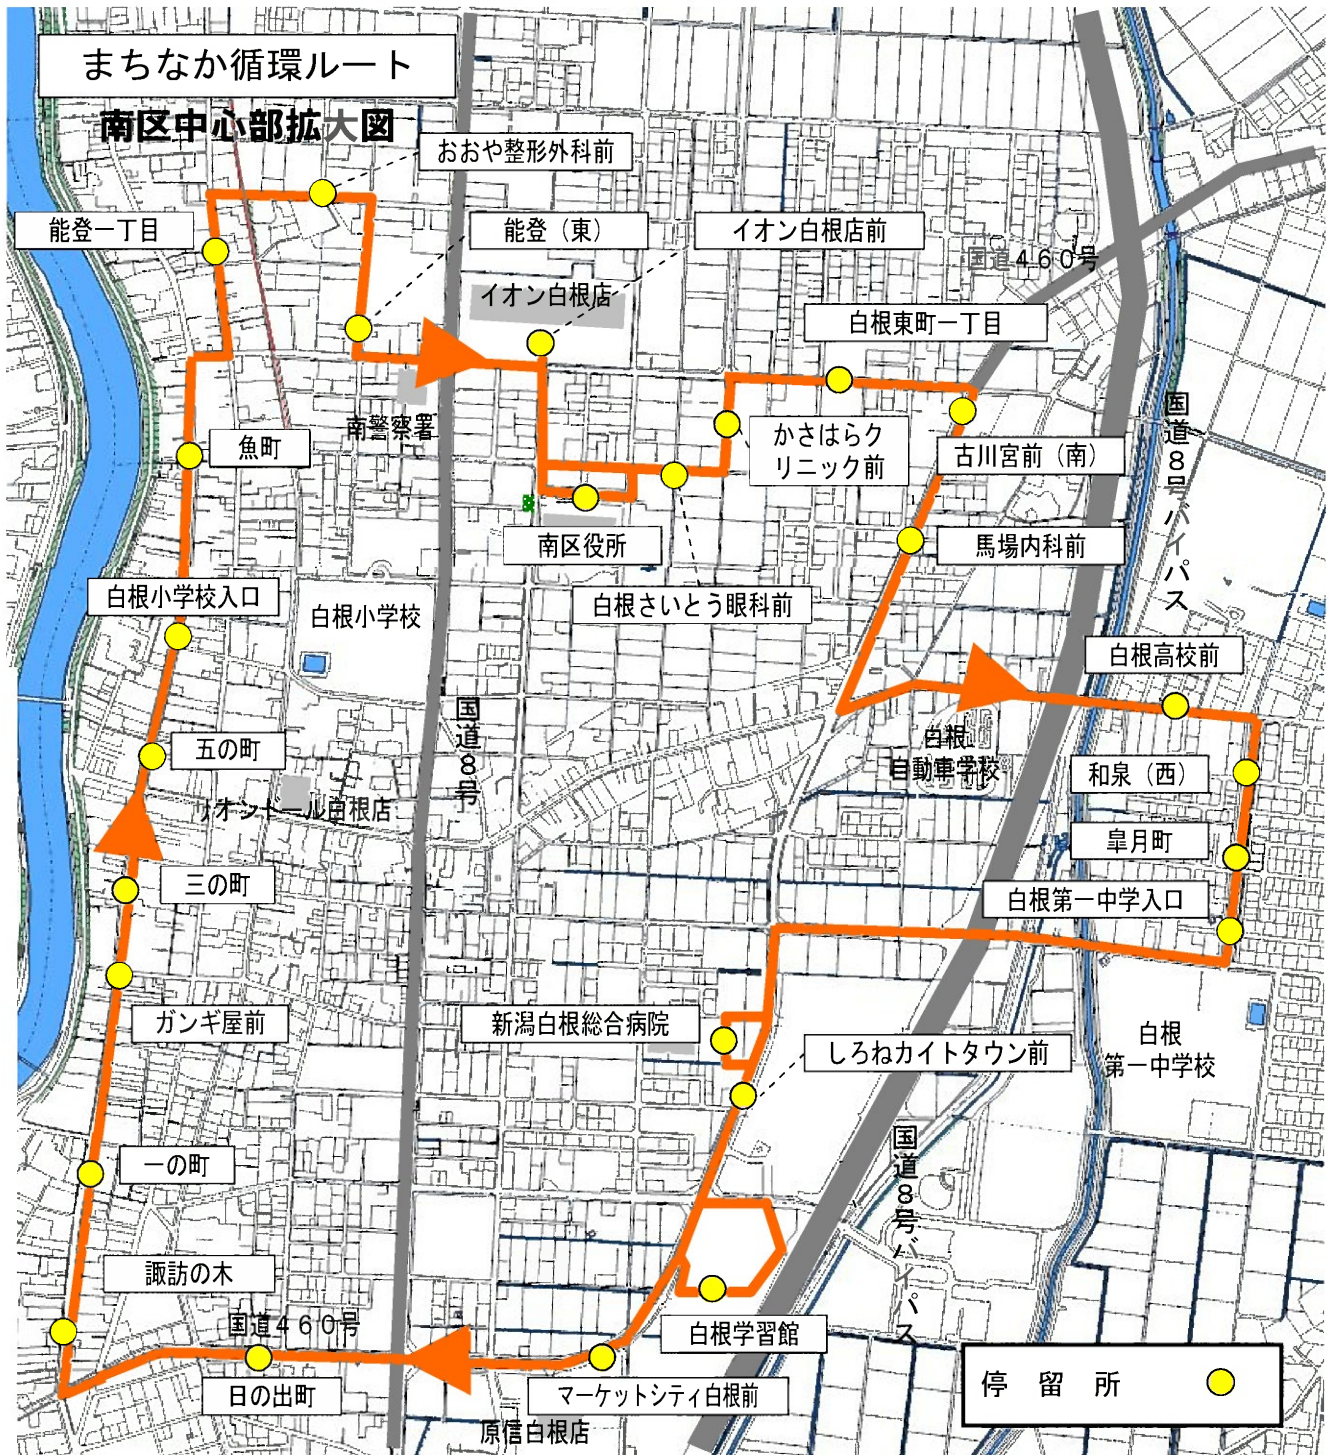 まちなか循環ルート
南区中心部拡大図
おおや整形外科前
能登一丁目
能登（東）
イオン白根店前
国道４６０号
イオン白根店
白根東町一丁目
南警察署
魚町
かさはらク
リニック前
古川宮前（南）
国道８号バイパス
南区役所
馬場内科前
白根小学校入口
白根小学校
白根さいとう眼科前
白根高校前
国道８号
五の町
白根
自動車学校
和泉（西）
リオンドール白根店
皐月町
三の町
白根第一中学入口
ガンギ屋前
新潟白根総合病院
しろねカイトタウン前
白根
第一中学校
一の町
国道８号バイパス
諏訪の木
国道４６０号
白根学習館
日の出町
マーケットシティ白根前
原信白根店
停留所